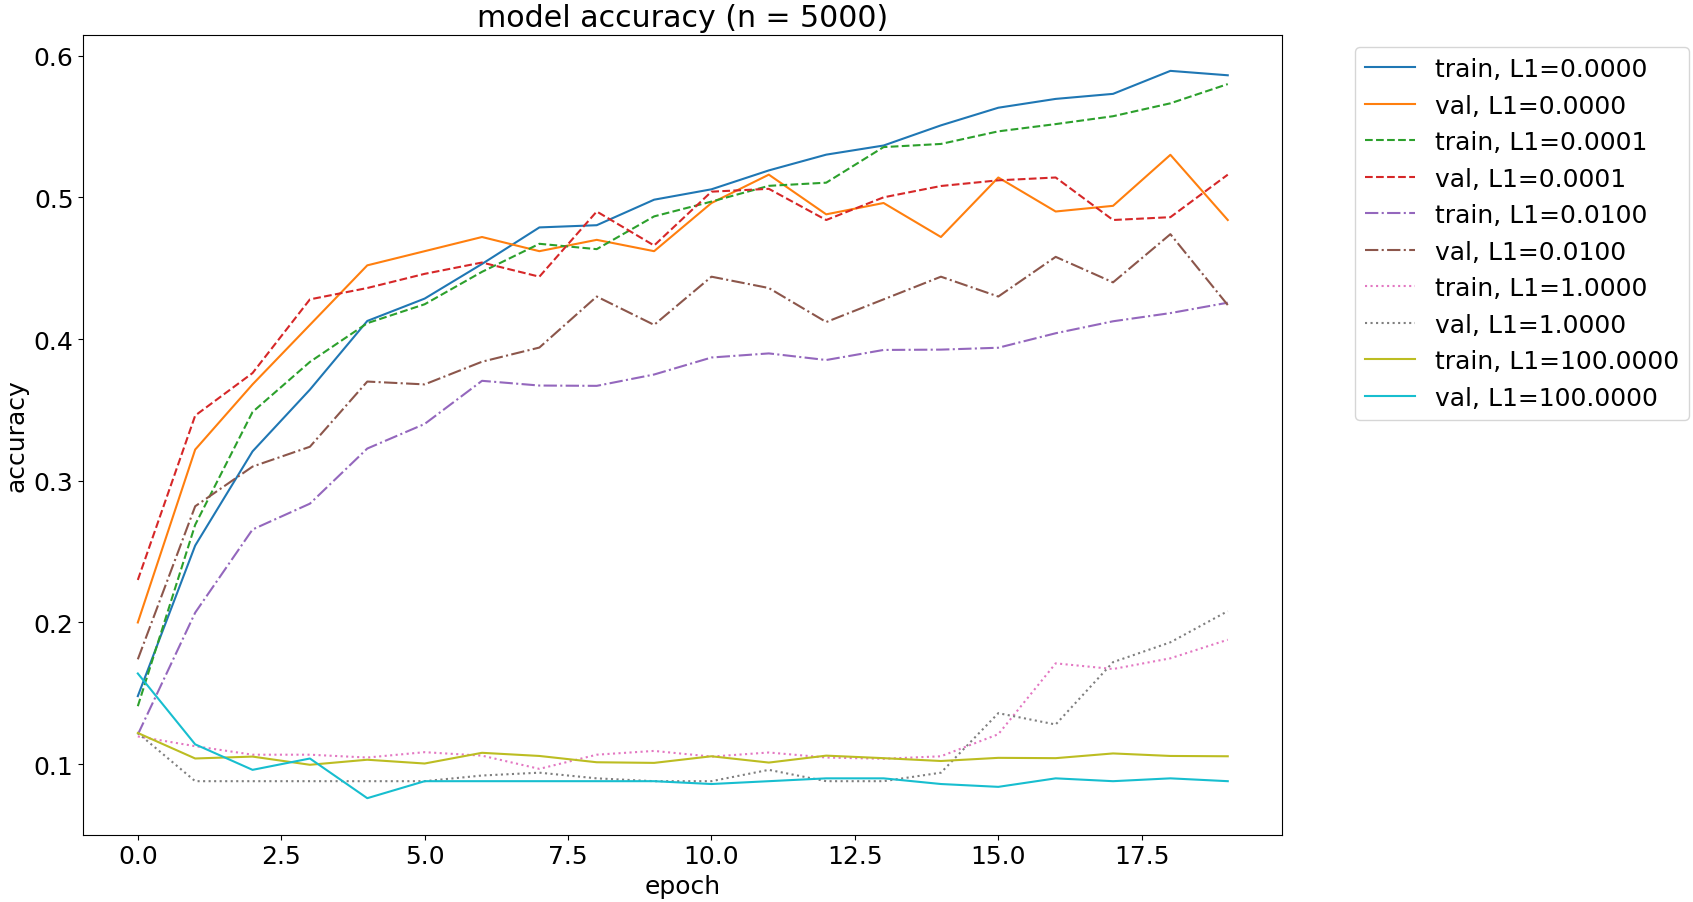 model accuracy (n = 5000)
0.6
0.5
0.4
0.3
0.2
0.1
accuracy
0.0 2.5 5.0 7.5 10.0 12.5 15.0 17.5
epoch
train, L1=0.0000
val, L1=0.0000
train, L1=0.0001
val, L1=0.0001
train, L1=0.0100
val, L1=0.0100
train, L1=1.0000
val, L1=1.0000
train, L1=100.0000
val, L1=100.0000